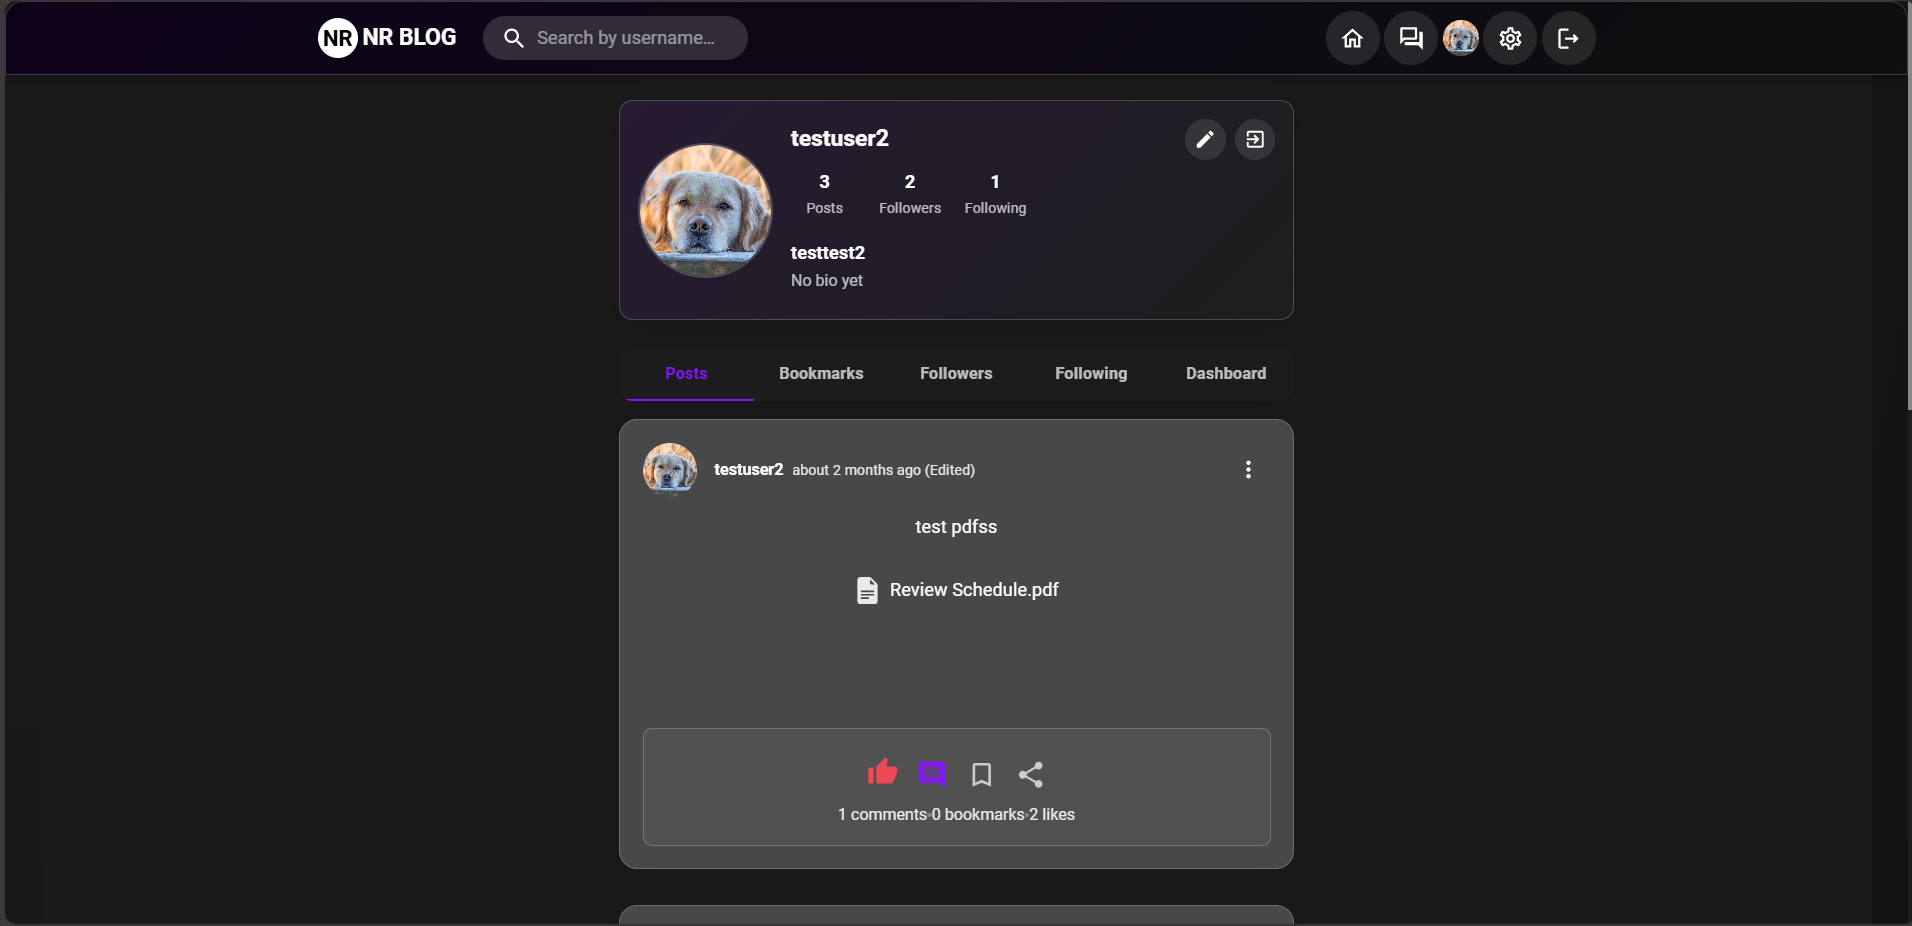 NR NR BLOG
Search by username...
testuser2
3 2 1
Posts Followers Following
testtest2
No bio yet
Posts Bookmarks Followers Following Dashboard
testuser2 about 2 months ago (Edited)
test pdfss
Review Schedule.pdf
1 comments·0 bookmarks·2 likes